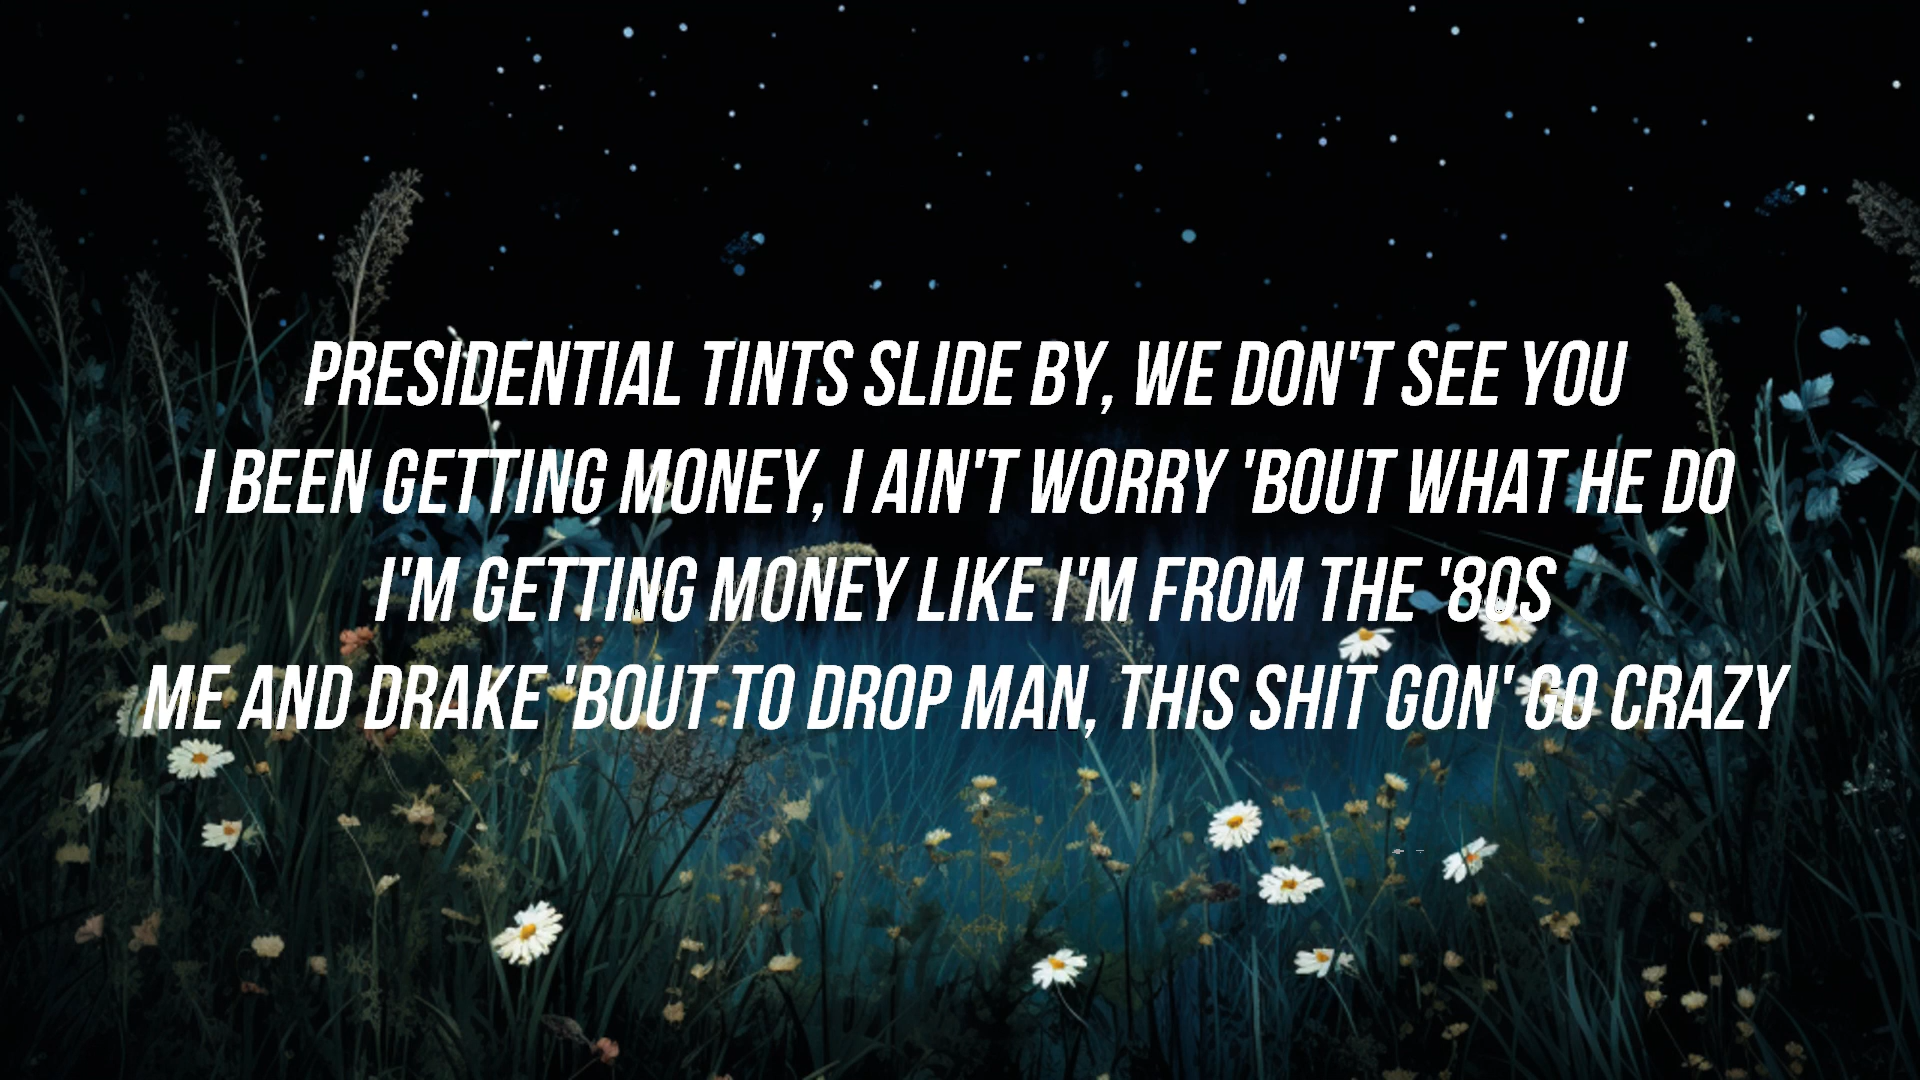 PRESIDENTIAL TINTS SLIDE BY, WE DON'T SEE YOU
I BEEN GETTING MONEY, I AIN'T WORRY 'BOUT WHAT HE DO
I'M GETTING MONEY LIKE I'M FROM THE '80S
ME AND DRAKE 'BOUT TO DROP MAN, THIS SHIT GON' GO CRAZY